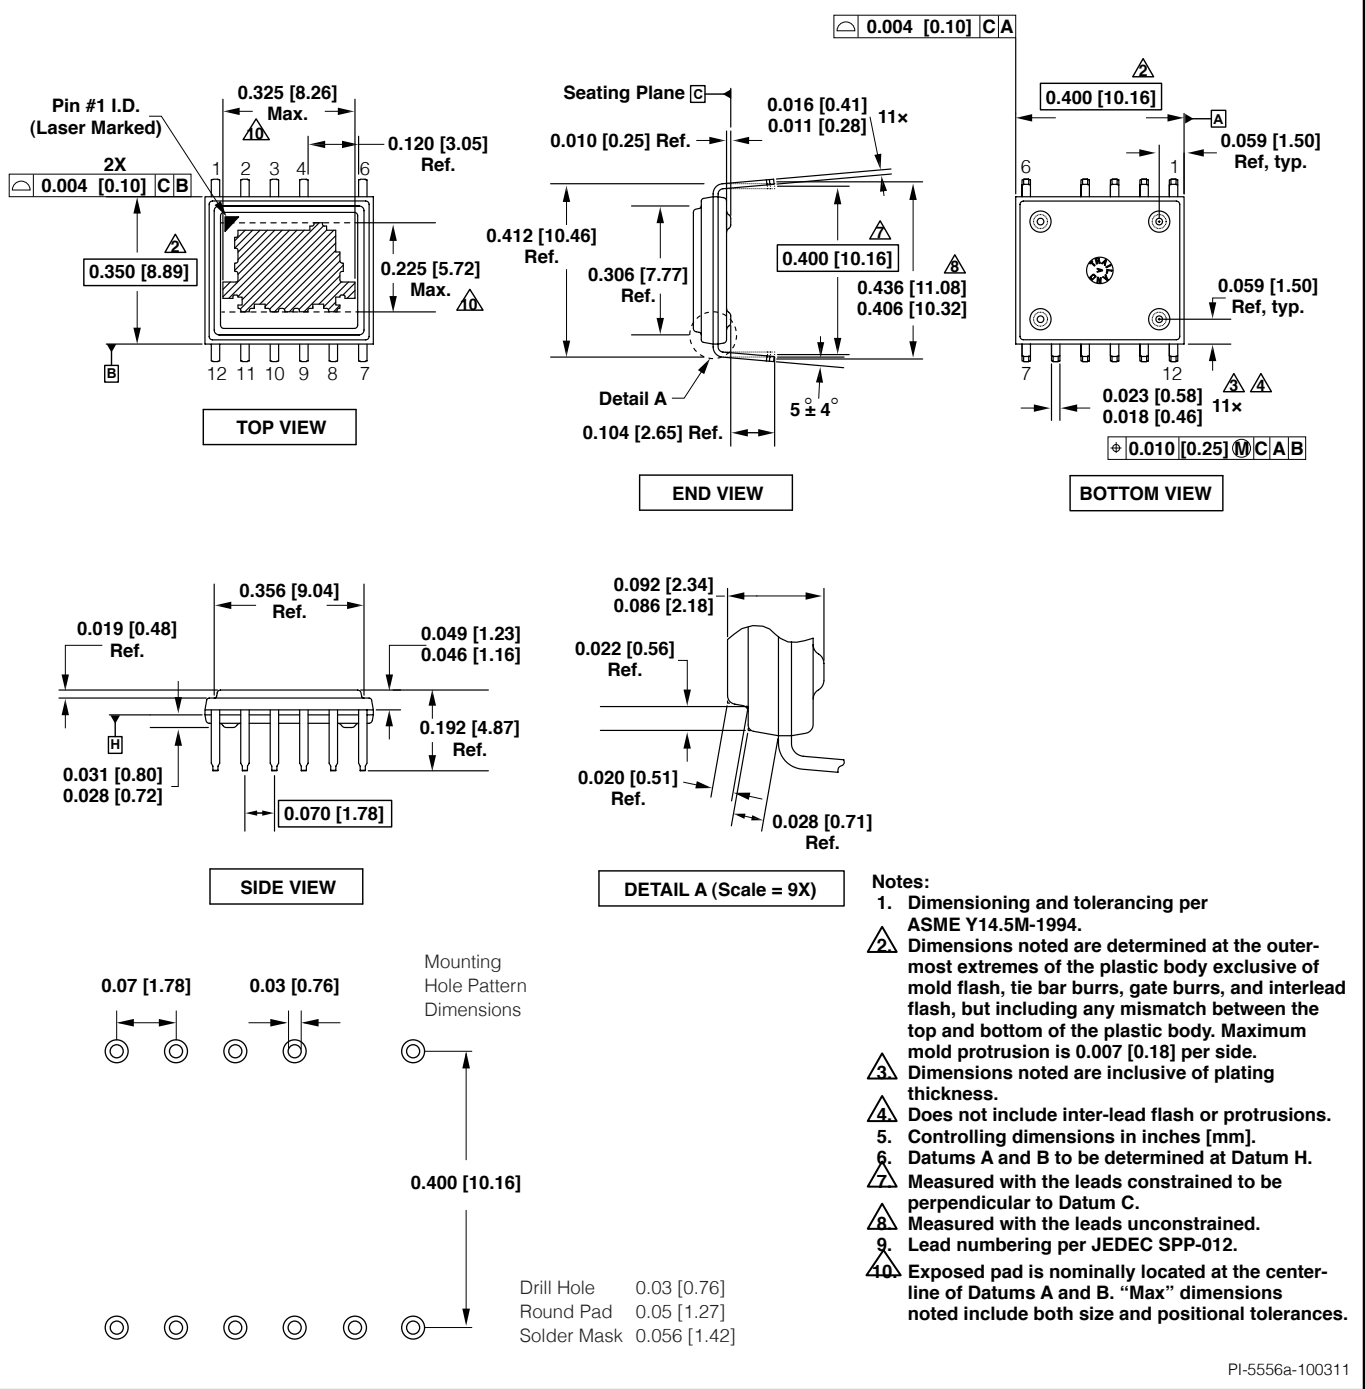 0.004 [0.10] C A
Pin #1 I.D.
(Laser Marked)
0.325 [8.26]
Max.
10
0.120 [3.05]
Ref.
2X
0.004 [0.10] C B
1 2 3 4 6
2
0.350 [8.89]
0.225 [5.72]
Max.
10
B
12 11 10 9 8 7
TOP VIEW
Seating Plane C
0.010 [0.25] Ref.
0.016 [0.41]
0.011 [0.28]
11×
0.412 [10.46]
Ref.
0.306 [7.77]
Ref.
7
0.400 [10.16]
8
0.436 [11.08]
0.406 [10.32]
Detail A
5° ± 4°
0.104 [2.65] Ref.
END VIEW
2
0.400 [10.16]
A
0.059 [1.50]
Ref, typ.
6 1
0.059 [1.50]
Ref, typ.
7 12
0.023 [0.58]
0.018 [0.46]
11×
3 4
⌖ 0.010 [0.25] Ⓜ C A B
BOTTOM VIEW
0.356 [9.04]
Ref.
0.019 [0.48]
Ref.
0.049 [1.23]
0.046 [1.16]
0.192 [4.87]
Ref.
H
0.031 [0.80]
0.028 [0.72]
0.070 [1.78]
SIDE VIEW
0.092 [2.34]
0.086 [2.18]
0.022 [0.56]
Ref.
0.020 [0.51]
Ref.
0.028 [0.71]
Ref.
DETAIL A (Scale = 9X)
Mounting
Hole Pattern
Dimensions
0.07 [1.78]
0.03 [0.76]
0.400 [10.16]
Drill Hole 0.03 [0.76]
Round Pad 0.05 [1.27]
Solder Mask 0.056 [1.42]
Notes:
1. Dimensioning and tolerancing per
ASME Y14.5M-1994.
2. Dimensions noted are determined at the outer-
most extremes of the plastic body exclusive of
mold flash, tie bar burrs, gate burrs, and interlead
flash, but including any mismatch between the
top and bottom of the plastic body. Maximum
mold protrusion is 0.007 [0.18] per side.
3. Dimensions noted are inclusive of plating
thickness.
4. Does not include inter-lead flash or protrusions.
5. Controlling dimensions in inches [mm].
6. Datums A and B to be determined at Datum H.
7. Measured with the leads constrained to be
perpendicular to Datum C.
8. Measured with the leads unconstrained.
9. Lead numbering per JEDEC SPP-012.
10. Exposed pad is nominally located at the center-
line of Datums A and B. “Max” dimensions
noted include both size and positional tolerances.
PI-5556a-100311